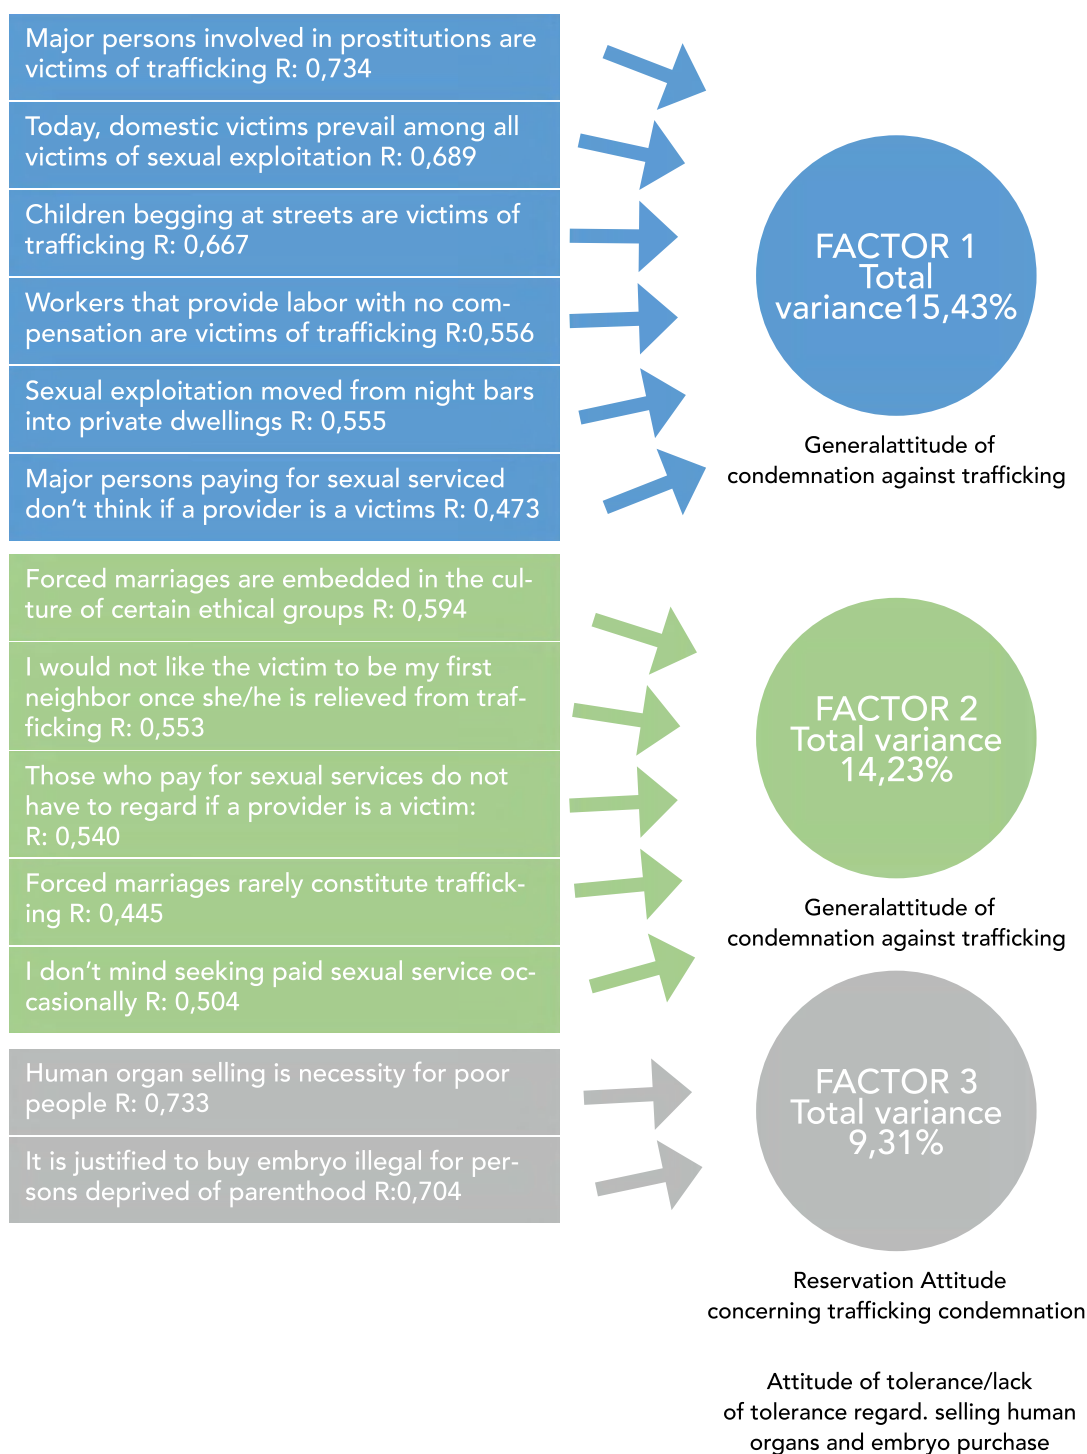 Major persons involved in prostitutions are
victims of trafficking R: 0,734
Today, domestic victims prevail among all
victims of sexual exploitation R: 0,689
Children begging at streets are victims of
trafficking R: 0,667
Workers that provide labor with no com-
pensation are victims of trafficking R:0,556
Sexual exploitation moved from night bars
into private dwellings R: 0,555
Major persons paying for sexual serviced
don't think if a provider is a victims R: 0,473
FACTOR 1
Total
variance15,43%
Generalattitude of
condemnation against trafficking
Forced marriages are embedded in the cul-
ture of certain ethical groups R: 0,594
I would not like the victim to be my first
neighbor once she/he is relieved from traf-
ficking R: 0,553
Those who pay for sexual services do not
have to regard if a provider is a victim:
R: 0,540
Forced marriages rarely constitute traffick-
ing R: 0,445
I don't mind seeking paid sexual service oc-
casionally R: 0,504
FACTOR 2
Total variance
14,23%
Generalattitude of
condemnation against trafficking
Human organ selling is necessity for poor
people R: 0,733
It is justified to buy embryo illegal for per-
sons deprived of parenthood R:0,704
FACTOR 3
Total variance
9,31%
Reservation Attitude
concerning trafficking condemnation
Attitude of tolerance/lack
of tolerance regard. selling human
organs and embryo purchase